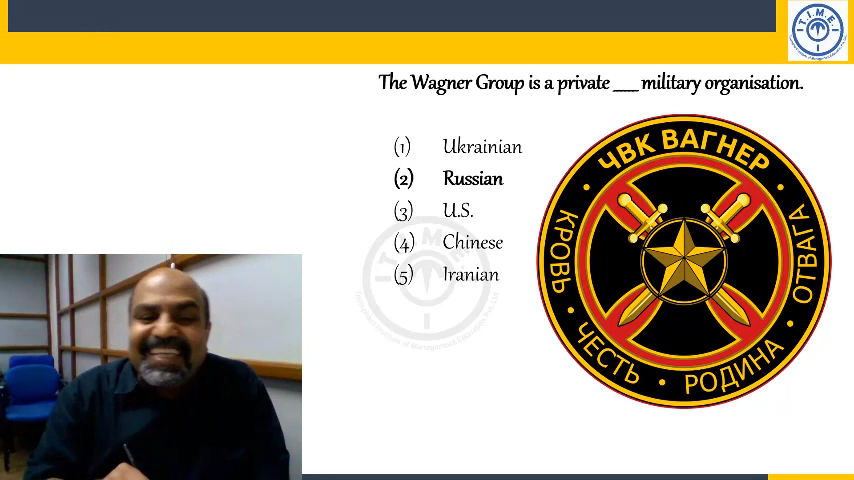 T.I.M.E.
The Wagner Group is a private ___ military organisation.
(1) Ukrainian
(2) Russian
(3) U.S.
(4) Chinese
(5) Iranian
ЧВК ВАГНЕР
КРОВЬ • ЧЕСТЬ • РОДИНА • ОТВАГА
T.I.M.E.